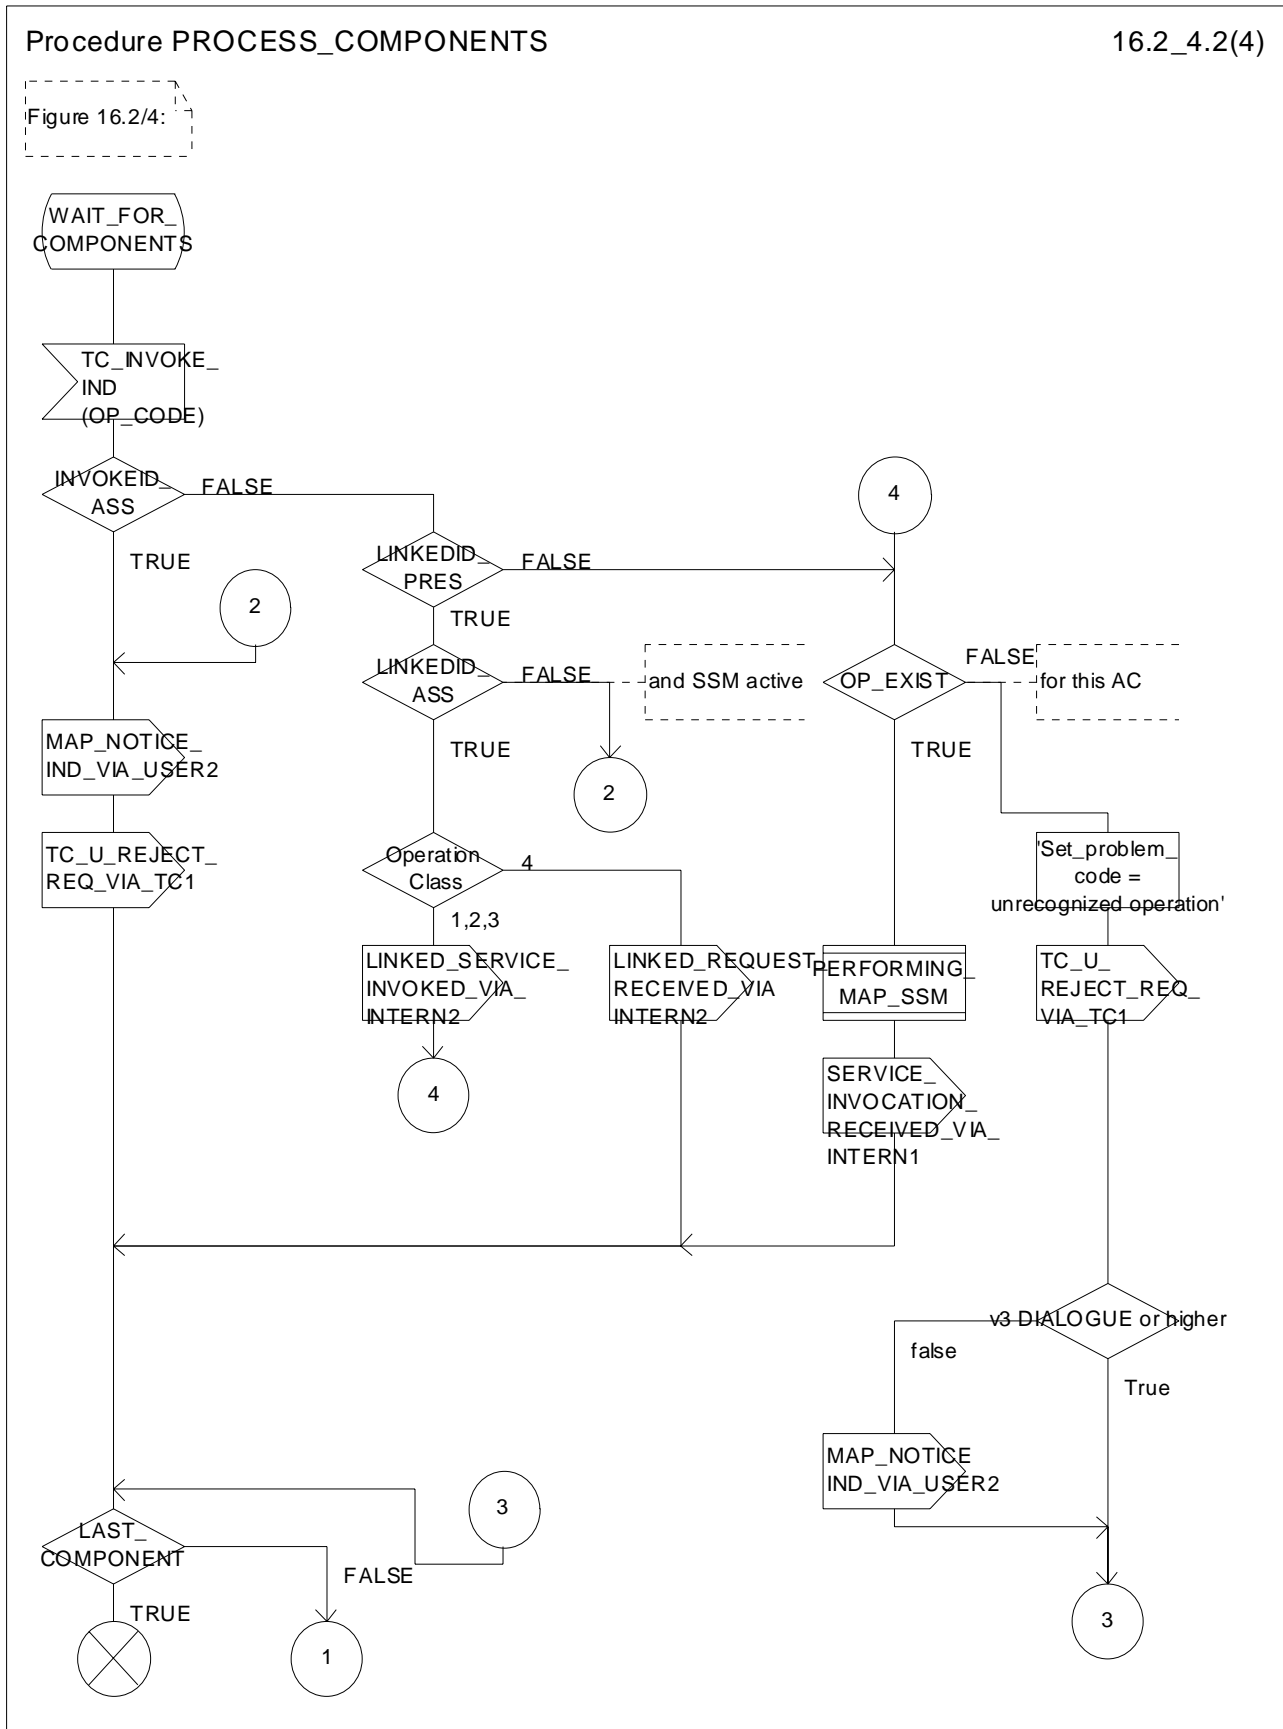 Procedure PROCESS_COMPONENTS
16.2_4.2(4)
Figure 16.2/4:
WAIT_FOR_
COMPONENTS
TC_INVOKE_
IND
(OP_CODE)
INVOKEID_
ASS
FALSE
TRUE
4
LINKEDID_
PRES
FALSE
TRUE
2
LINKEDID_
ASS
FALSE
and SSM active
TRUE
2
OP_EXIST
FALSE
for this AC
TRUE
MAP_NOTICE_
IND_VIA_USER2
TC_U_REJECT_
REQ_VIA_TC1
Operation
Class
4
1,2,3
'Set_problem_
code =
unrecognized operation'
LINKED_SERVICE_
INVOKED_VIA_
INTERN2
LINKED_REQUEST_
RECEIVED_VIA
INTERN2
PERFORMING_
MAP_SSM
TC_U_
REJECT_REQ_
VIA_TC1
4
SERVICE_
INVOCATION_
RECEIVED_VIA_
INTERN1
v3 DIALOGUE or higher
false
True
MAP_NOTICE
IND_VIA_USER2
3
LAST_
COMPONENT
FALSE
TRUE
1
3